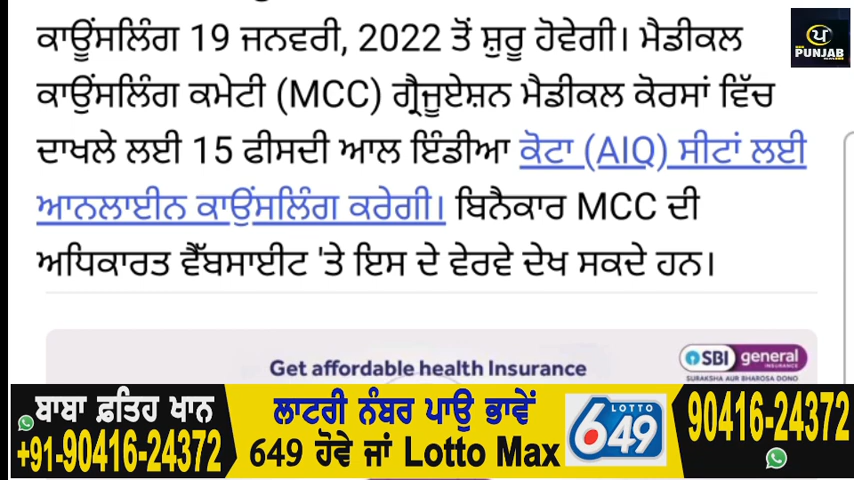 ਕਾਊਂਸਲਿੰਗ 19 ਜਨਵਰੀ, 2022 ਤੋਂ ਸ਼ੁਰੂ ਹੋਵੇਗੀ। ਮੈਡੀਕਲ
ਕਾਉਂਸਲਿੰਗ ਕਮੇਟੀ (MCC) ਗ੍ਰੈਜੂਏਸ਼ਨ ਮੈਡੀਕਲ ਕੋਰਸਾਂ ਵਿੱਚ
ਦਾਖਲੇ ਲਈ 15 ਫੀਸਦੀ ਆਲ ਇੰਡੀਆ ਕੋਟਾ (AIQ) ਸੀਟਾਂ ਲਈ
ਆਨਲਾਈਨ ਕਾਉਂਸਲਿੰਗ ਕਰੇਗੀ। ਬਿਨੈਕਾਰ MCC ਦੀ
ਅਧਿਕਾਰਤ ਵੈੱਬਸਾਈਟ 'ਤੇ ਇਸ ਦੇ ਵੇਰਵੇ ਦੇਖ ਸਕਦੇ ਹਨ।
ਪ
PUNJAB
Get affordable health Insurance
SBI general
INSURANCE
SURAKSHA AUR BHAROSA DONO
ਬਾਬਾ ਫ਼ਤਿਹ ਖਾਨ
+91-90416-24372
ਲਾਟਰੀ ਨੰਬਰ ਪਾਉ ਭਾਵੇਂ
649 ਹੋਵੇ ਜਾਂ Lotto Max
LOTTO
649
90416-24372